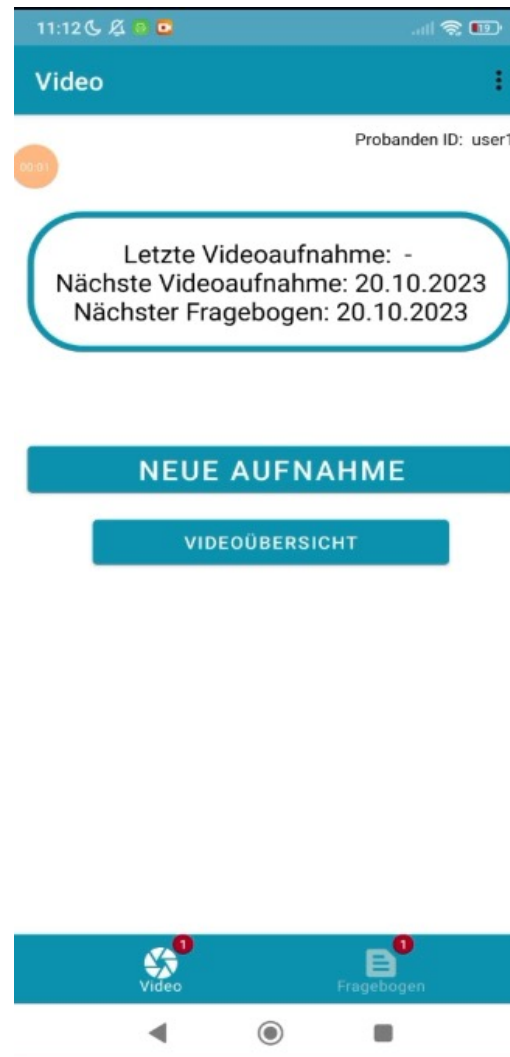 11:12
19
Video
Probanden ID: user1
00:01
Letzte Videoaufnahme: -
Nächste Videoaufnahme: 20.10.2023
Nächster Fragebogen: 20.10.2023
NEUE AUFNAHME
VIDEOÜBERSICHT
1
1
Video
Fragebogen